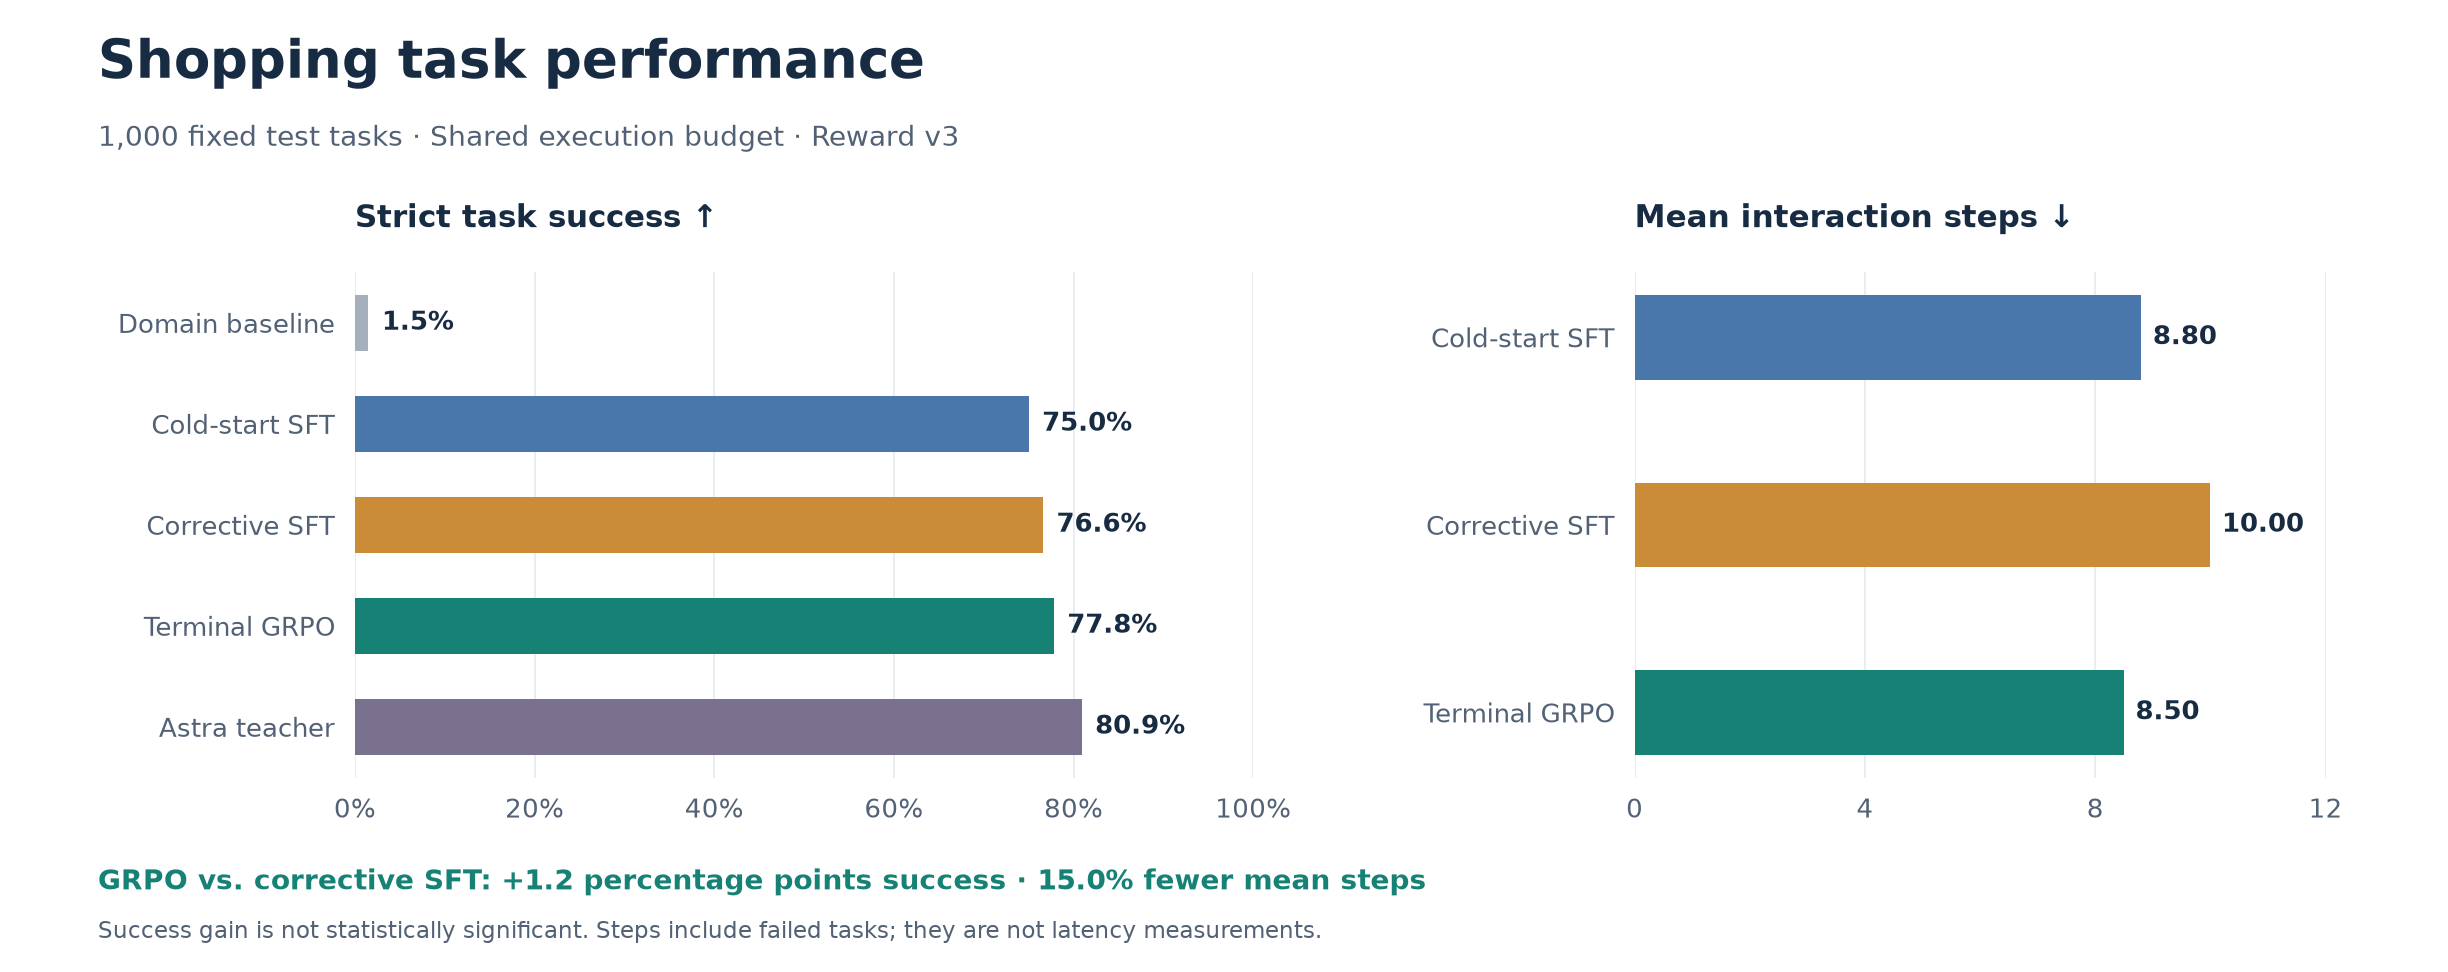 Shopping task performance
1,000 fixed test tasks · Shared execution budget · Reward v3
Strict task success ↑
Domain baseline 1.5%
Cold-start SFT 75.0%
Corrective SFT 76.6%
Terminal GRPO 77.8%
Astra teacher 80.9%
0% 20% 40% 60% 80% 100%
Mean interaction steps ↓
Cold-start SFT 8.80
Corrective SFT 10.00
Terminal GRPO 8.50
0 4 8 12
GRPO vs. corrective SFT: +1.2 percentage points success · 15.0% fewer mean steps
Success gain is not statistically significant. Steps include failed tasks; they are not latency measurements.